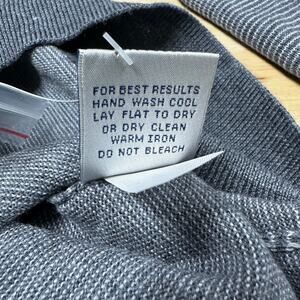 FOR BEST RESULTS
HAND WASH COOL
LAY FLAT TO DRY
OR DRY CLEAN
WARM IRON
DO NOT BLEACH